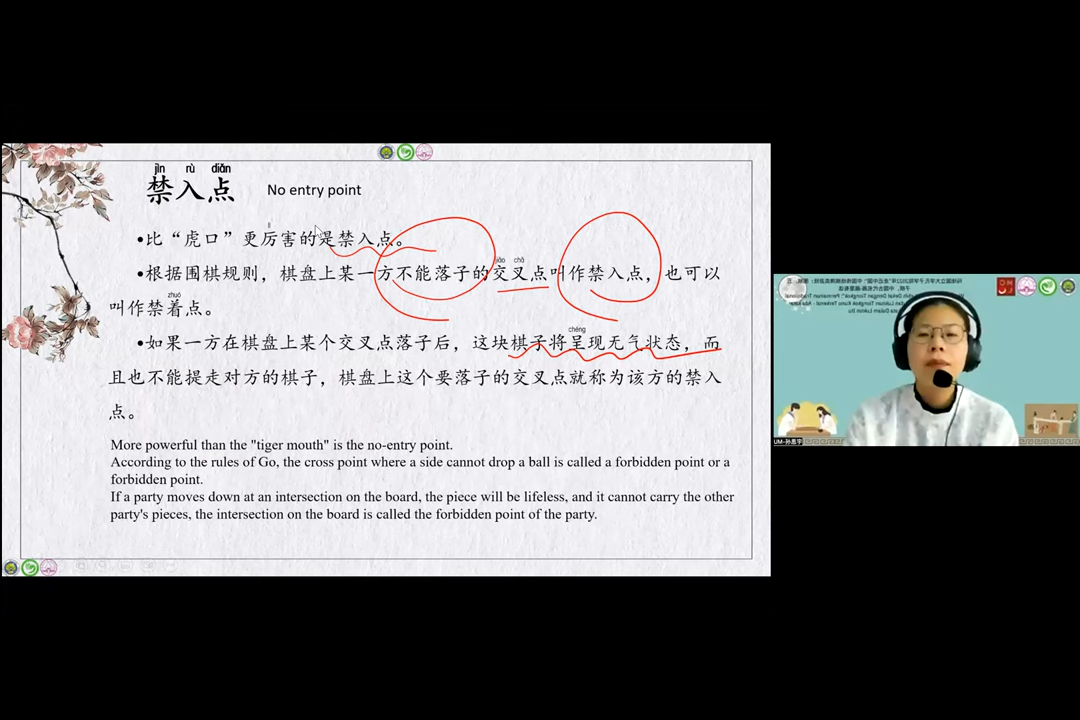 jìn rù diǎn
禁入点 No entry point
lì
•比“虎口”更厉害的是禁入点。
jiāo chā
•根据围棋规则，棋盘上某一方不能落子的交叉点叫作禁入点，也可以
zhuó
叫作禁着点。
chéng
•如果一方在棋盘上某个交叉点落子后，这块棋子将呈现无气状态，而
且也不能提走对方的棋子，棋盘上这个要落子的交叉点就称为该方的禁入
点。
More powerful than the "tiger mouth" is the no-entry point.
According to the rules of Go, the cross point where a side cannot drop a ball is called a forbidden point or a
forbidden point.
If a party moves down at an intersection on the board, the piece will be lifeless, and it cannot carry the other
party's pieces, the intersection on the board is called the forbidden point of the party.
UM-孙惠宇